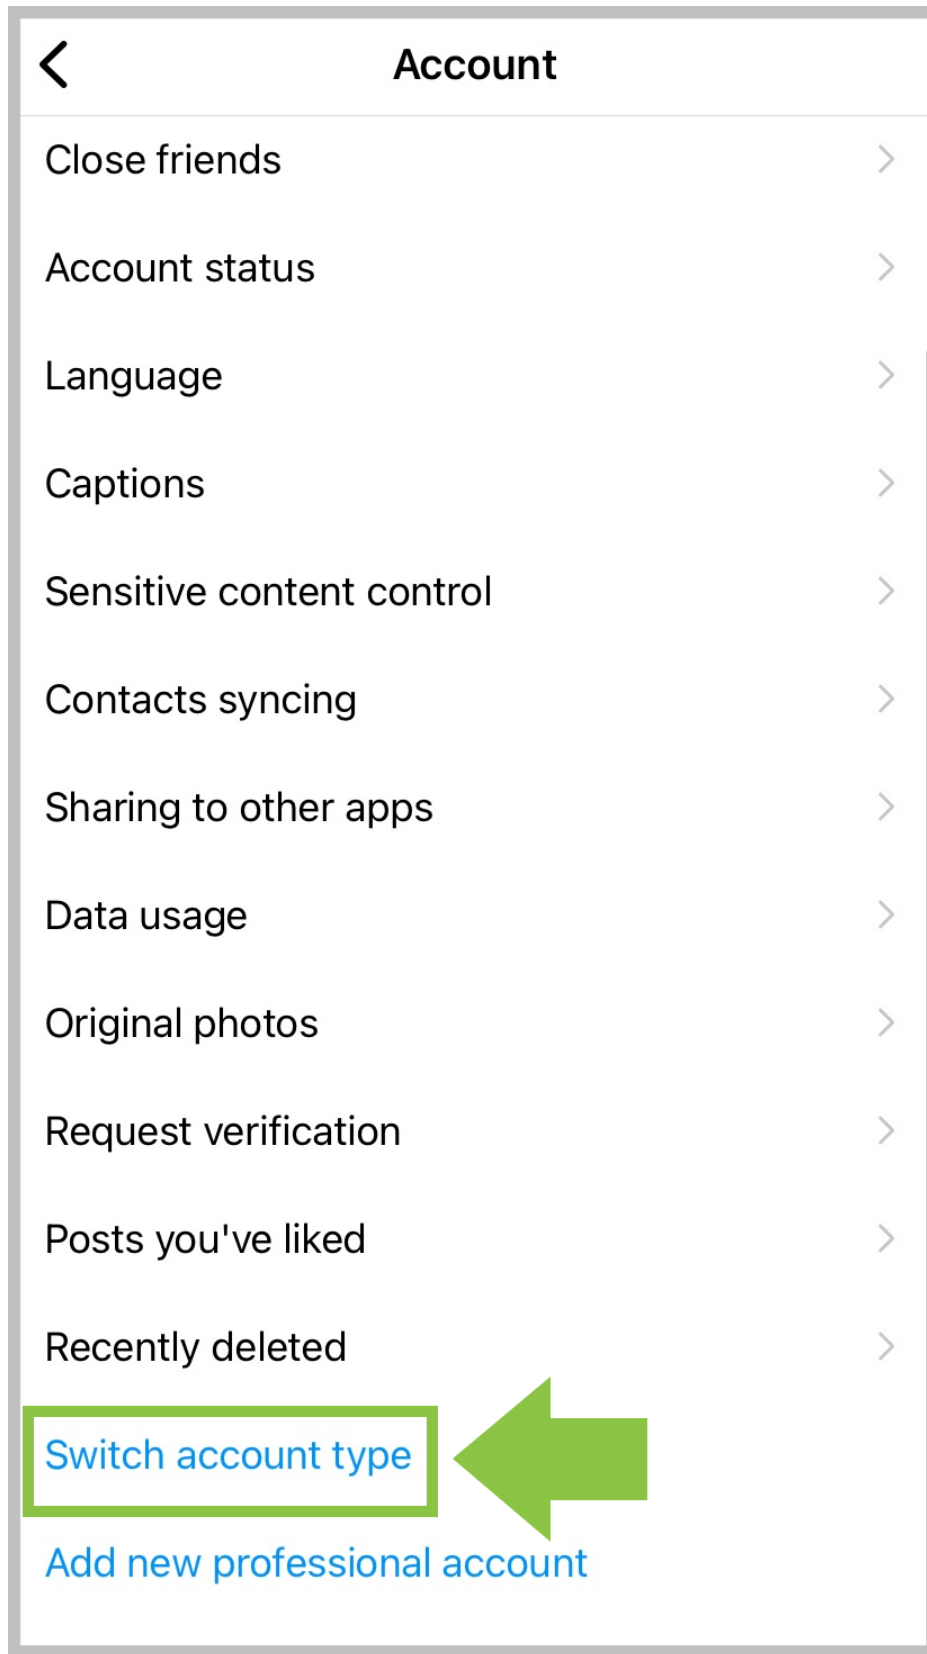 Account
Close friends
Account status
Language
Captions
Sensitive content control
Contacts syncing
Sharing to other apps
Data usage
Original photos
Request verification
Posts you've liked
Recently deleted
Switch account type
Add new professional account